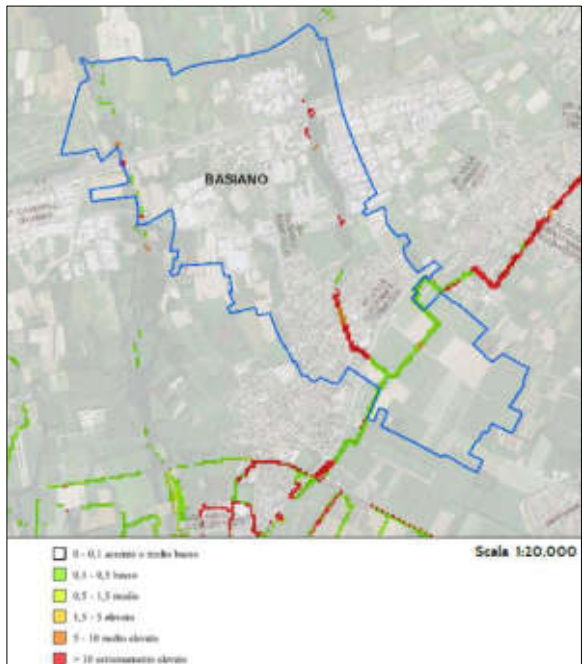 BASIANO
Scala 1:20.000
0 - 0,1 assente o molto basso
0,1 - 0,5 basso
0,5 - 1,5 medio
1,5 - 5 elevato
5 - 10 molto elevato
> 10 estremamente elevato